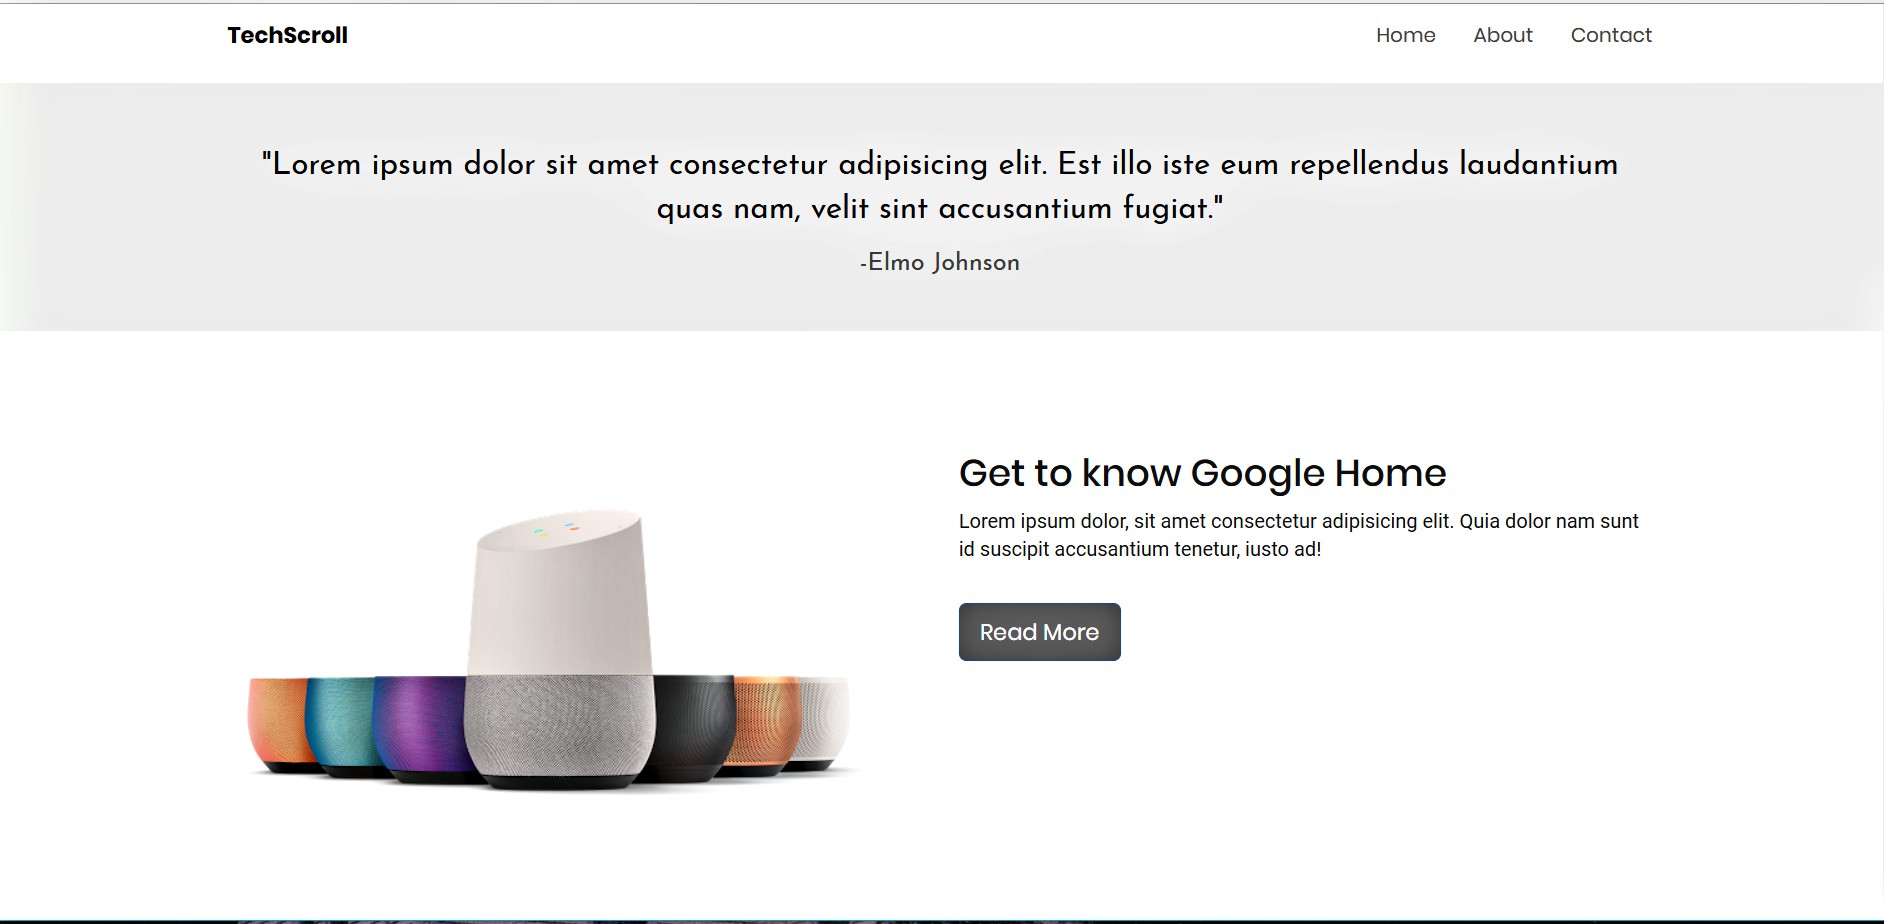 TechScroll
Home About Contact
"Lorem ipsum dolor sit amet consectetur adipisicing elit. Est illo iste eum repellendus laudantium
quas nam, velit sint accusantium fugiat."
-Elmo Johnson
Get to know Google Home
Lorem ipsum dolor, sit amet consectetur adipisicing elit. Quia dolor nam sunt
id suscipit accusantium tenetur, iusto ad!
Read More